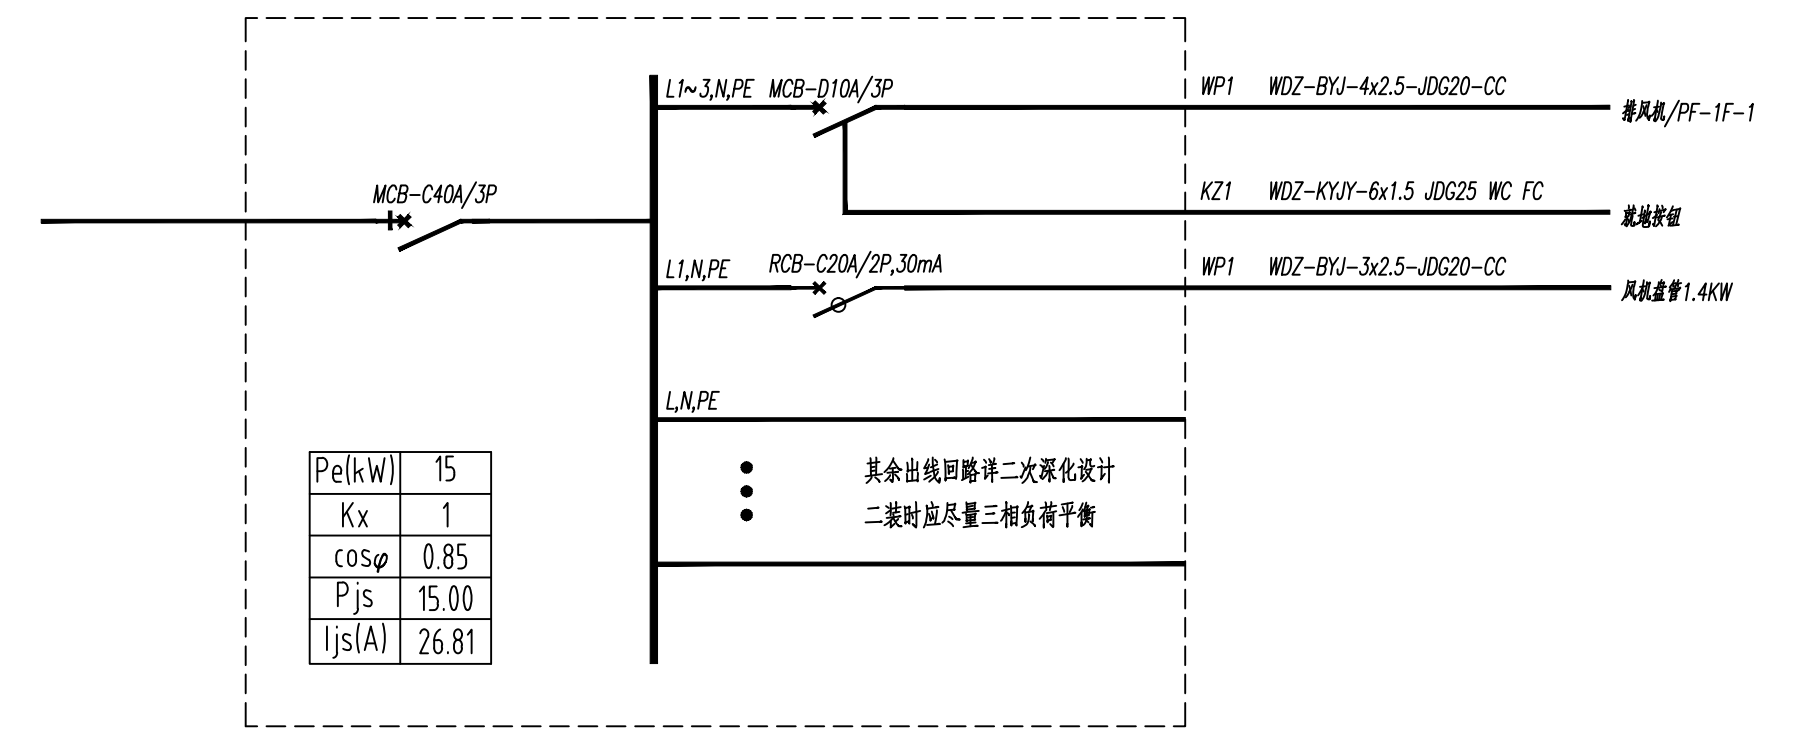 L1~3,N,PE MCB-D10A/3P WP1 WDZ-BYJ-4x2.5-JDG20-CC
排风机/PF-1F-1
MCB-C40A/3P
KZ1 WDZ-KYJY-6x1.5 JDG25 WC FC
就地按钮
L1,N,PE RCB-C20A/2P,30mA WP1 WDZ-BYJ-3x2.5-JDG20-CC
风机盘管1.4KW
L,N,PE
其余出线回路详二次深化设计
二装时应尽量三相负荷平衡
Pe(kW) 15
Kx 1
cosφ 0.85
Pjs 15.00
Ijs(A) 26.81